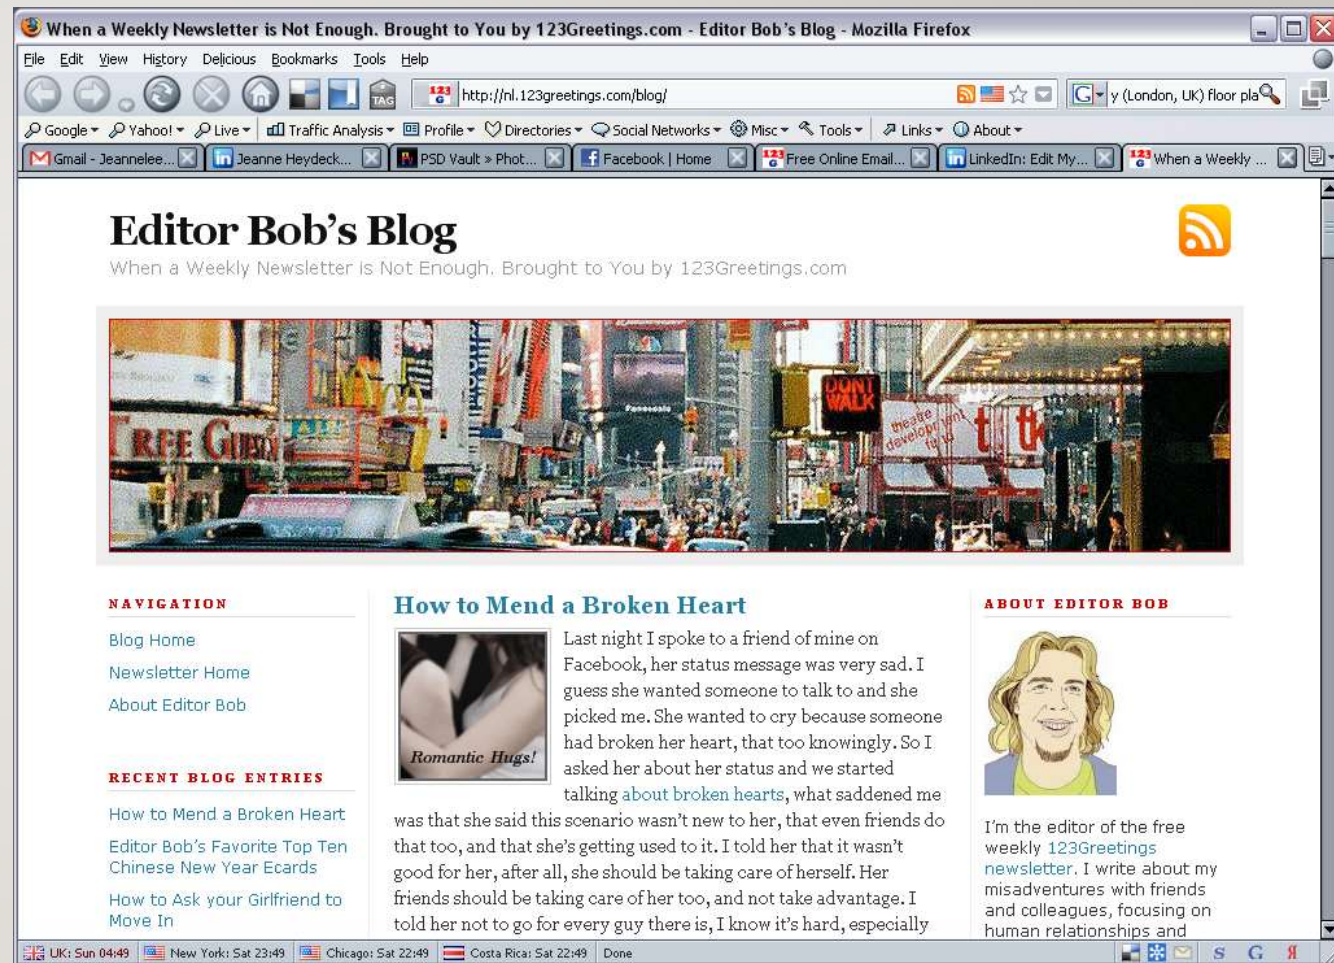 When a Weekly Newsletter is Not Enough. Brought to You by 123Greetings.com - Editor Bob's Blog - Mozilla Firefox
File Edit View History Delicious Bookmarks Tools Help
TAG
123 G
http://nl.123greetings.com/blog/
G y (London, UK) floor pla
Google Yahoo! Live Traffic Analysis Profile Directories Social Networks Misc Tools Links About
Gmail - Jeannelee... Jeanne Heydeck... PSD Vault » Phot... Facebook | Home Free Online Email... LinkedIn: Edit My... When a Weekly ...
Editor Bob's Blog
When a Weekly Newsletter is Not Enough. Brought to You by 123Greetings.com
Panasonic
DONT
WALK
theatre
development
fund
tkt
NAVIGATION
Blog Home
Newsletter Home
About Editor Bob
RECENT BLOG ENTRIES
How to Mend a Broken Heart
Editor Bob's Favorite Top Ten
Chinese New Year Ecards
How to Ask your Girlfriend to
Move In
How to Mend a Broken Heart
Romantic Hugs!
Last night I spoke to a friend of mine on
Facebook, her status message was very sad. I
guess she wanted someone to talk to and she
picked me. She wanted to cry because someone
had broken her heart, that too knowingly. So I
asked her about her status and we started
talking about broken hearts, what saddened me
was that she said this scenario wasn't new to her, that even friends do
that too, and that she's getting used to it. I told her that it wasn't
good for her, after all, she should be taking care of herself. Her
friends should be taking care of her too, and not take advantage. I
told her not to go for every guy there is, I know it's hard, especially
ABOUT EDITOR BOB
I'm the editor of the free
weekly 123Greetings
newsletter. I write about my
misadventures with friends
and colleagues, focusing on
human relationships and
UK: Sun 04:49 New York: Sat 23:49 Chicago: Sat 22:49 Costa Rica: Sat 22:49 Done
S G Я